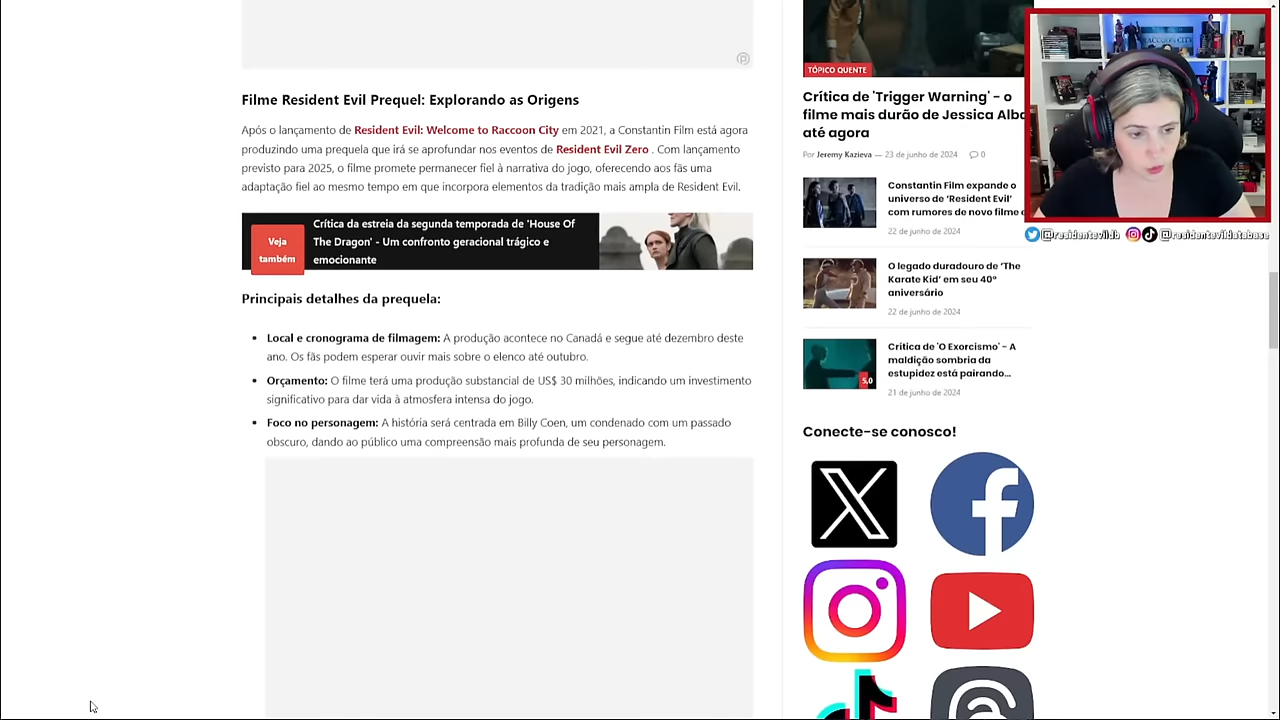 Filme Resident Evil Prequel: Explorando as Origens
Após o lançamento de Resident Evil: Welcome to Raccoon City em 2021, a Constantin Film está agora
produzindo uma prequela que irá se aprofundar nos eventos de Resident Evil Zero . Com lançamento
previsto para 2025, o filme promete permanecer fiel à narrativa do jogo, oferecendo aos fãs uma
adaptação fiel ao mesmo tempo em que incorpora elementos da tradição mais ampla de Resident Evil.
Veja
também
Crítica da estreia da segunda temporada de 'House Of
The Dragon' - Um confronto geracional trágico e
emocionante
Principais detalhes da prequela:
• Local e cronograma de filmagem: A produção acontece no Canadá e segue até dezembro deste
ano. Os fãs podem esperar ouvir mais sobre o elenco até outubro.
• Orçamento: O filme terá uma produção substancial de US$ 30 milhões, indicando um investimento
significativo para dar vida à atmosfera intensa do jogo.
• Foco no personagem: A história será centrada em Billy Coen, um condenado com um passado
obscuro, dando ao público uma compreensão mais profunda de seu personagem.
TÓPICO QUENTE
Crítica de 'Trigger Warning' – o
filme mais durão de Jessica Alba
até agora
Por Jeremy Kazieva — 23 de junho de 2024 0
Constantin Film expande o
universo de 'Resident Evil'
com rumores de novo filme
22 de junho de 2024
O legado duradouro de 'The
Karate Kid' em seu 40º
aniversário
22 de junho de 2024
5,0
Crítica de 'O Exorcismo' – A
maldição sombria da
estupidez está pairando...
21 de junho de 2024
Conecte-se conosco!
RACCOON CITY
@residentevildb @residentevildatabase